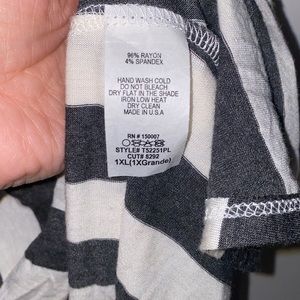 96% RAYON
4% SPANDEX
HAND WASH COLD
DO NOT BLEACH
DRY FLAT IN THE SHADE
IRON LOW HEAT
DRY CLEAN
MADE IN U.S.A
RN # 150007
STYLE# T52251PL
CUT# 8292
1XL(1XGrande)